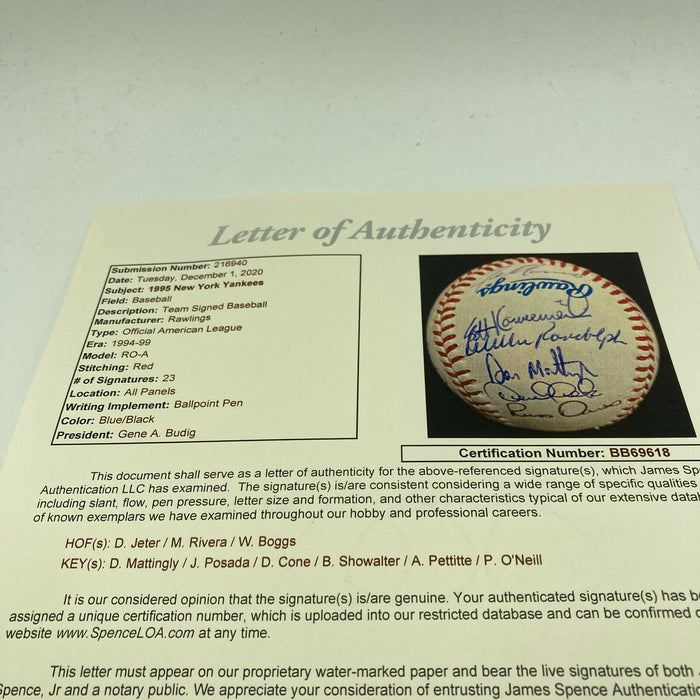 Letter of Authenticity
Submission Number: 216940
Date: Tuesday, December 1, 2020
Subject: 1995 New York Yankees
Field: Baseball
Description: Team Signed Baseball
Manufacturer: Rawlings
Type: Official American League
Era: 1994-99
Model: RO-A
Stitching: Red
# of Signatures: 23
Location: All Panels
Writing Implement: Ballpoint Pen
Color: Blue/Black
President: Gene A. Budig
Rawlings
Willie Randolph
Don Mattingly
Certification Number: BB69618
This document shall serve as a letter of authenticity for the above-referenced signature(s), which James Sp
Authentication LLC has examined. The signature(s) is/are consistent considering a wide range of specific qualities
including slant, flow, pen pressure, letter size and formation, and other characteristics typical of our extensive data
of known exemplars we have examined throughout our hobby and professional careers.
HOF(s): D. Jeter / M. Rivera / W. Boggs
KEY(s): D. Mattingly / J. Posada / D. Cone / B. Showalter / A. Pettitte / P. O'Neill
It is our considered opinion that the signature(s) is/are genuine. Your authenticated signature(s) has b
assigned a unique certification number, which is uploaded into our restricted database and can be confirmed
website www.SpenceLOA.com at any time.
This letter must appear on our proprietary water-marked paper and bear the live signatures of both
Spence, Jr and a notary public. We appreciate your consideration of entrusting James Spence Authenticati